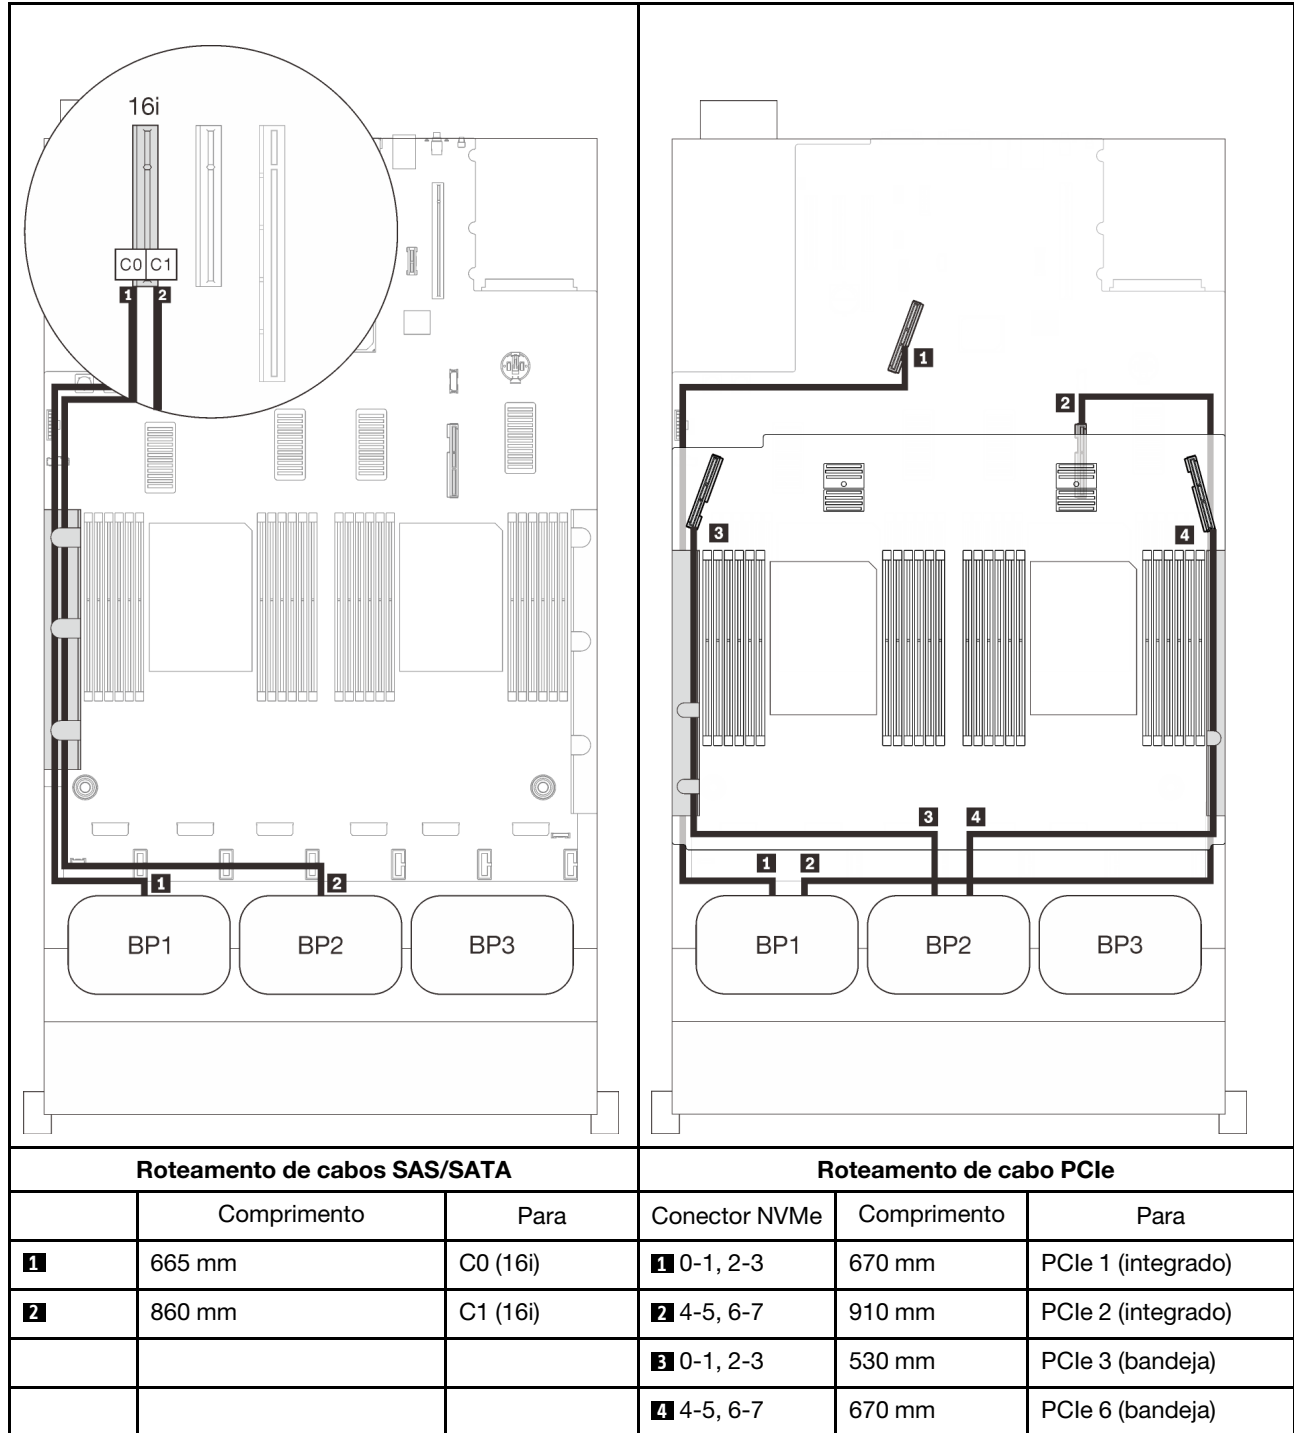 16i
C0 C1
1 2
1 2
BP1 BP2 BP3
1
2
3 4
3 4
1 2
BP1 BP2 BP3
Roteamento de cabos SAS/SATA
Roteamento de cabo PCIe
Comprimento Para
Conector NVMe Comprimento Para
1 665 mm C0 (16i)
1 0-1, 2-3 670 mm PCIe 1 (integrado)
2 860 mm C1 (16i)
2 4-5, 6-7 910 mm PCIe 2 (integrado)
3 0-1, 2-3 530 mm PCIe 3 (bandeja)
4 4-5, 6-7 670 mm PCIe 6 (bandeja)